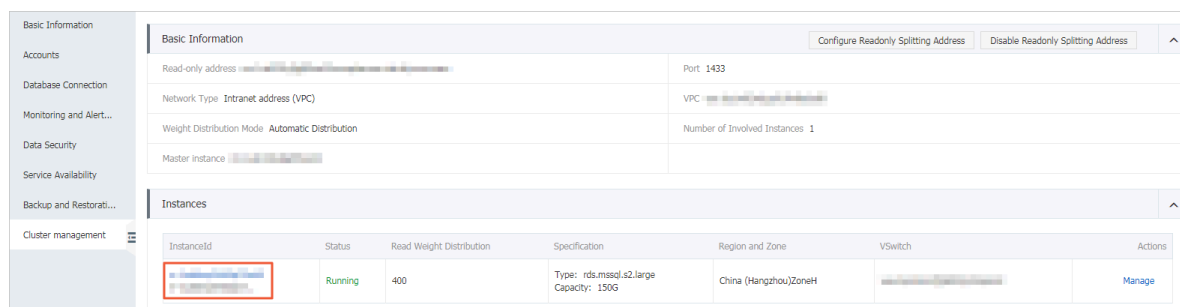 Basic Information
Accounts
Database Connection
Monitoring and Alert...
Data Security
Service Availability
Backup and Restorati...
Cluster management
Basic Information
Configure Readonly Splitting Address
Disable Readonly Splitting Address
Read-only address
Port 1433
Network Type Intranet address (VPC)
VPC
Weight Distribution Mode Automatic Distribution
Number of Involved Instances 1
Master instance
Instances
InstanceId Status Read Weight Distribution Specification Region and Zone VSwitch Actions
Running 400 Type: rds.mssql.s2.large China (Hangzhou)ZoneH Manage
Capacity: 150G